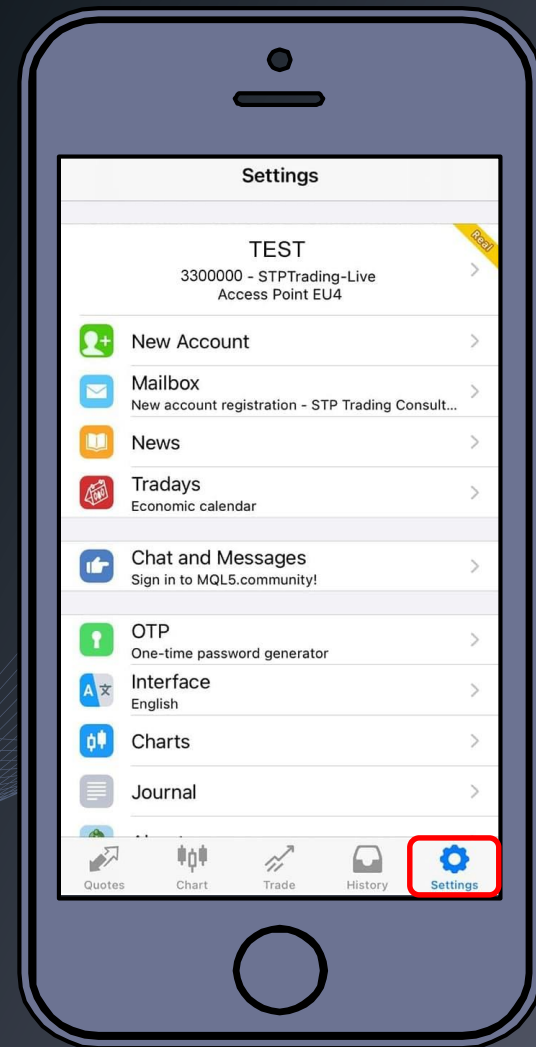 Settings
TEST
Real
3300000 - STPTrading-Live
Access Point EU4
New Account
Mailbox
New account registration - STP Trading Consult...
News
Tradays
Economic calendar
Chat and Messages
Sign in to MQL5.community!
OTP
One-time password generator
Interface
English
Charts
Journal
Quotes
Chart
Trade
History
Settings